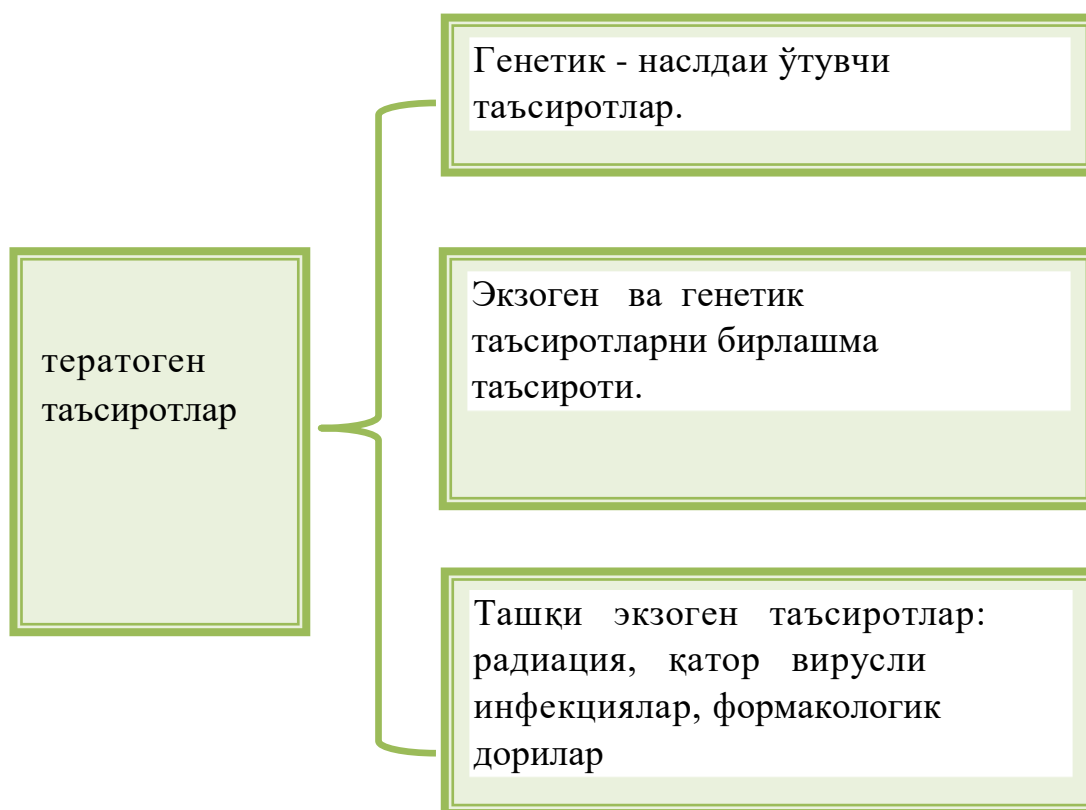 тератоген
таъсиротлар
Генетик - наслдаи ўтувчи
таъсиротлар.
Экзоген ва генетик
таъсиротларни бирлашма
таъсироти.
Ташқи экзоген таъсиротлар:
радиация, қатор вирусли
инфекциялар, формакологик
дорилар